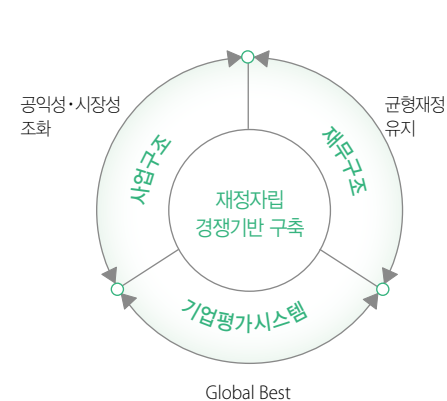 공익성·시장성
조화
균형재정
유지
사업구조
재무구조
재정자립
경쟁기반 구축
기업평가시스템
Global Best